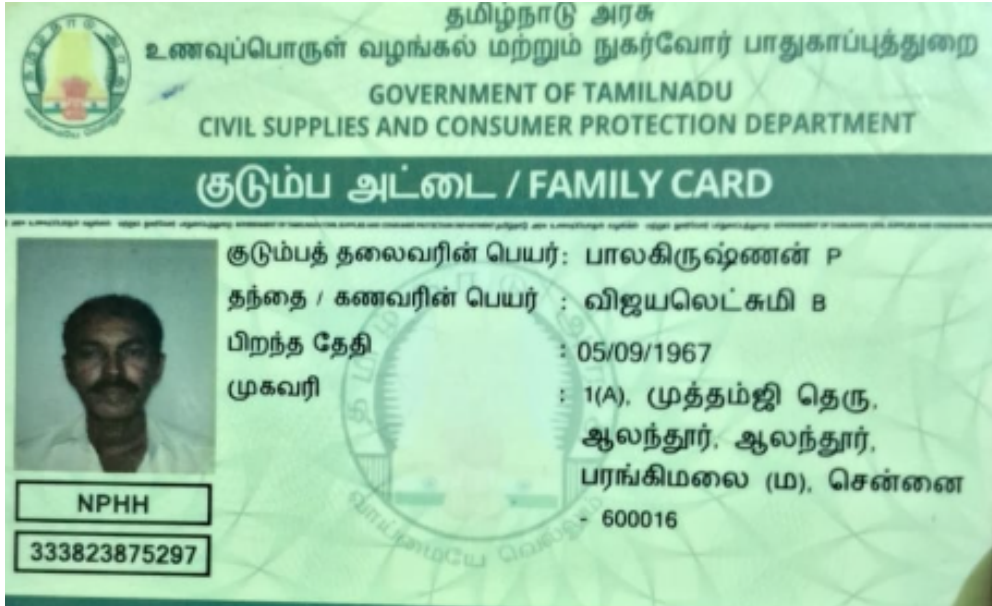 தமிழ்நாடு அரசு
உணவுப்பொருள் வழங்கல் மற்றும் நுகர்வோர் பாதுகாப்புத்துறை
GOVERNMENT OF TAMILNADU
CIVIL SUPPLIES AND CONSUMER PROTECTION DEPARTMENT
குடும்ப அட்டை / FAMILY CARD
குடும்பத் தலைவரின் பெயர் : பாலகிருஷ்ணன் P
தந்தை / கணவரின் பெயர் : விஜயலெட்சுமி B
பிறந்த தேதி : 05/09/1967
முகவரி : 1(A), முத்தம்ஜி தெரு,
ஆலந்தூர், ஆலந்தூர்,
பரங்கிமலை (ம), சென்னை
- 600016
NPHH
333823875297
வாய்மையே வெல்லும்